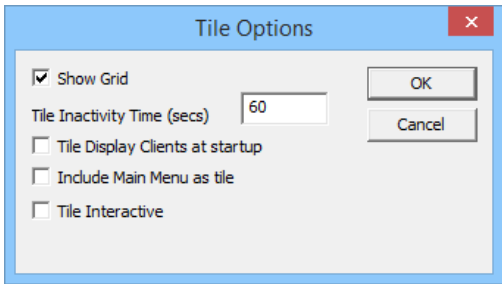 Tile Options
Show Grid
OK
Tile Inactivity Time (secs) 60
Cancel
Tile Display Clients at startup
Include Main Menu as tile
Tile Interactive